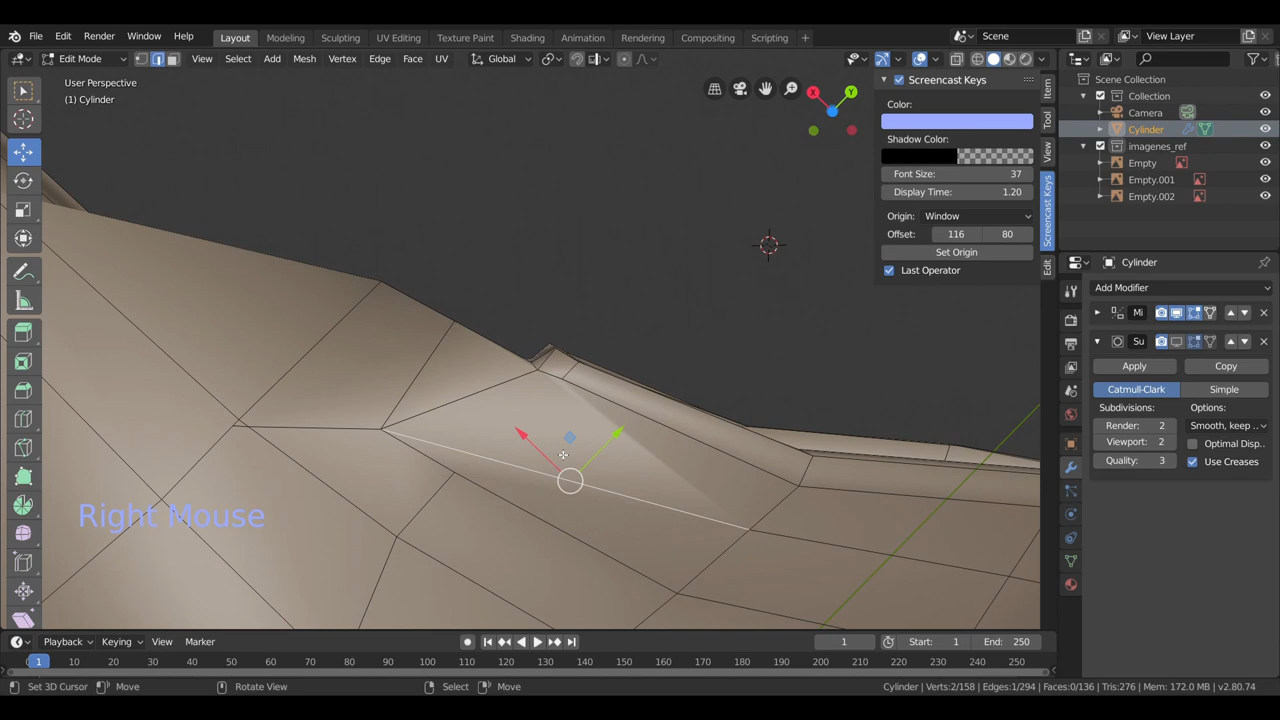 File Edit Render Window Help Layout Modeling Sculpting UV Editing Texture Paint Shading Animation Rendering Compositing Scripting + Scene View Layer
Edit Mode View Select Add Mesh Vertex Edge Face UV Global
User Perspective
(1) Cylinder
X Y
Screencast Keys
Color:
Shadow Color:
Font Size: 37
Display Time: 1.20
Origin: Window
Offset: 116 80
Set Origin
Last Operator
Item
Tool
View
Screencast Keys
Edit
Scene Collection
Collection
Camera
Cylinder
imagenes_ref
Empty
Empty.001
Empty.002
Cylinder
Add Modifier
Mi
Su
Apply Copy
Catmull-Clark Simple
Subdivisions: Options:
Render: 2 Smooth, keep ..
Viewport: 2 Optimal Disp..
Quality: 3 Use Creases
Right Mouse
Playback Keying View Marker 1 Start: 1 End: 250
1 10 20 30 40 50 60 70 80 90 100 110 120 130 140 150 160 170 180 190 200 210 220 230 240 250
Set 3D Cursor Move Rotate View Select Move Cylinder | Verts:2/158 | Edges:1/294 | Faces:0/136 | Tris:276 | Mem: 172.0 MB | v2.80.74